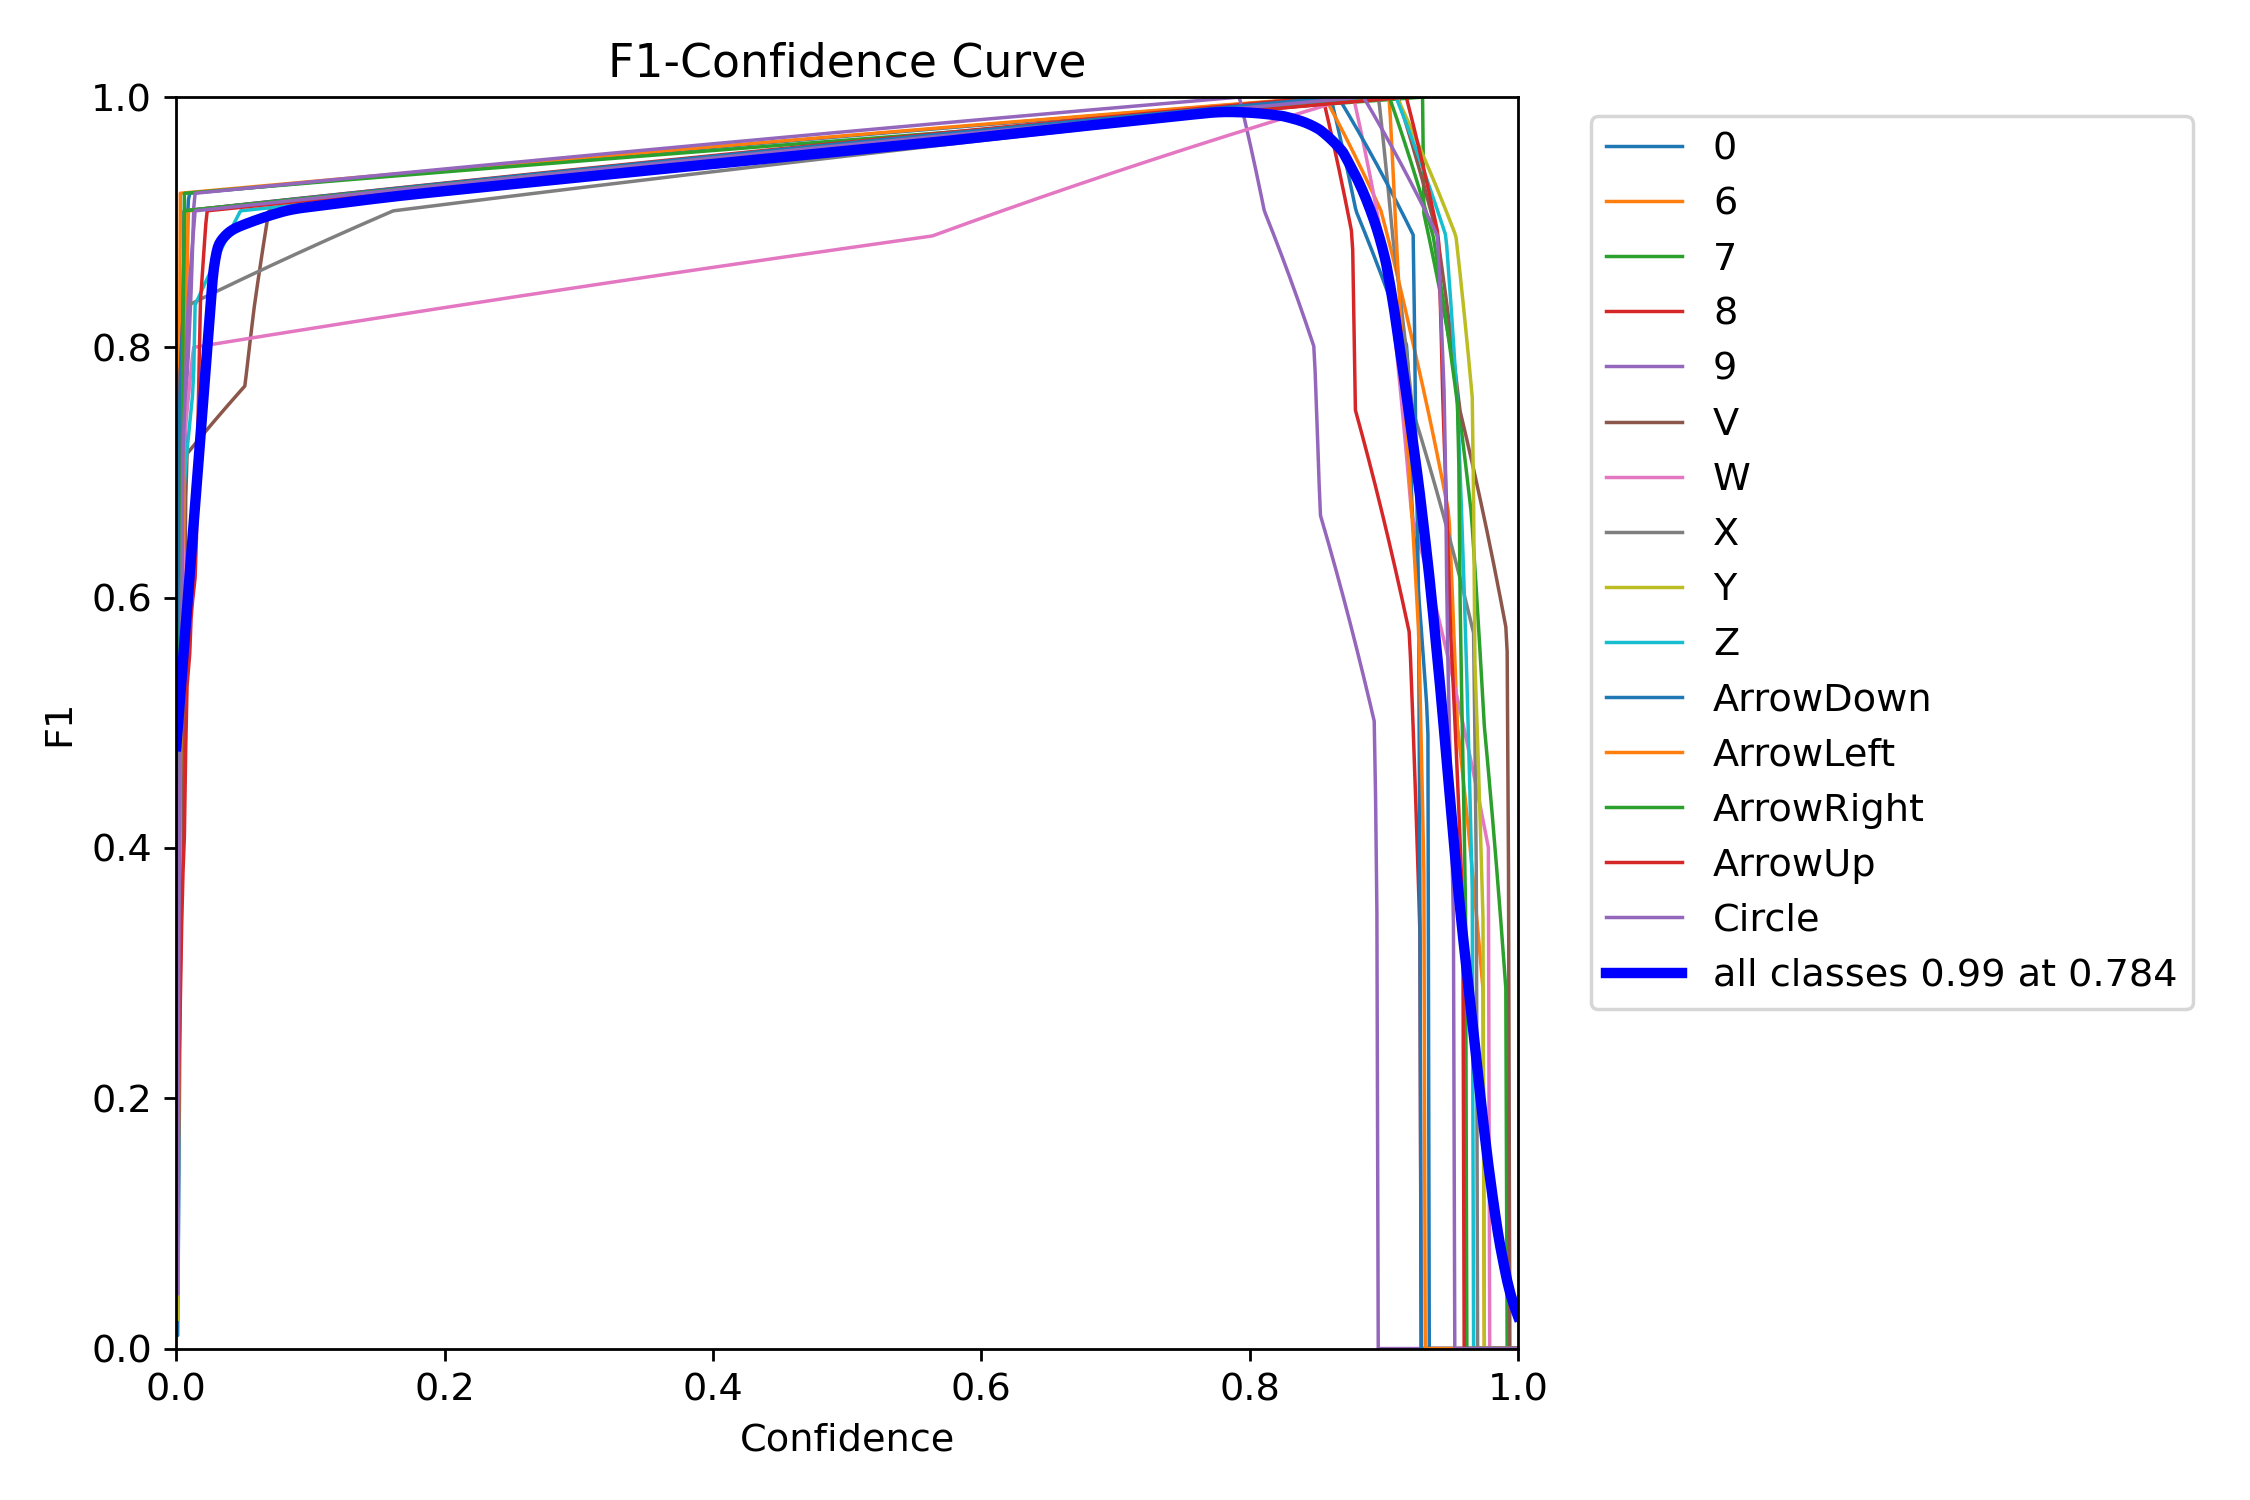 F1-Confidence Curve
1.0
0.8
0.6
0.4
0.2
0.0
F1
0.0 0.2 0.4 0.6 0.8 1.0
Confidence
0
6
7
8
9
V
W
X
Y
Z
ArrowDown
ArrowLeft
ArrowRight
ArrowUp
Circle
all classes 0.99 at 0.784